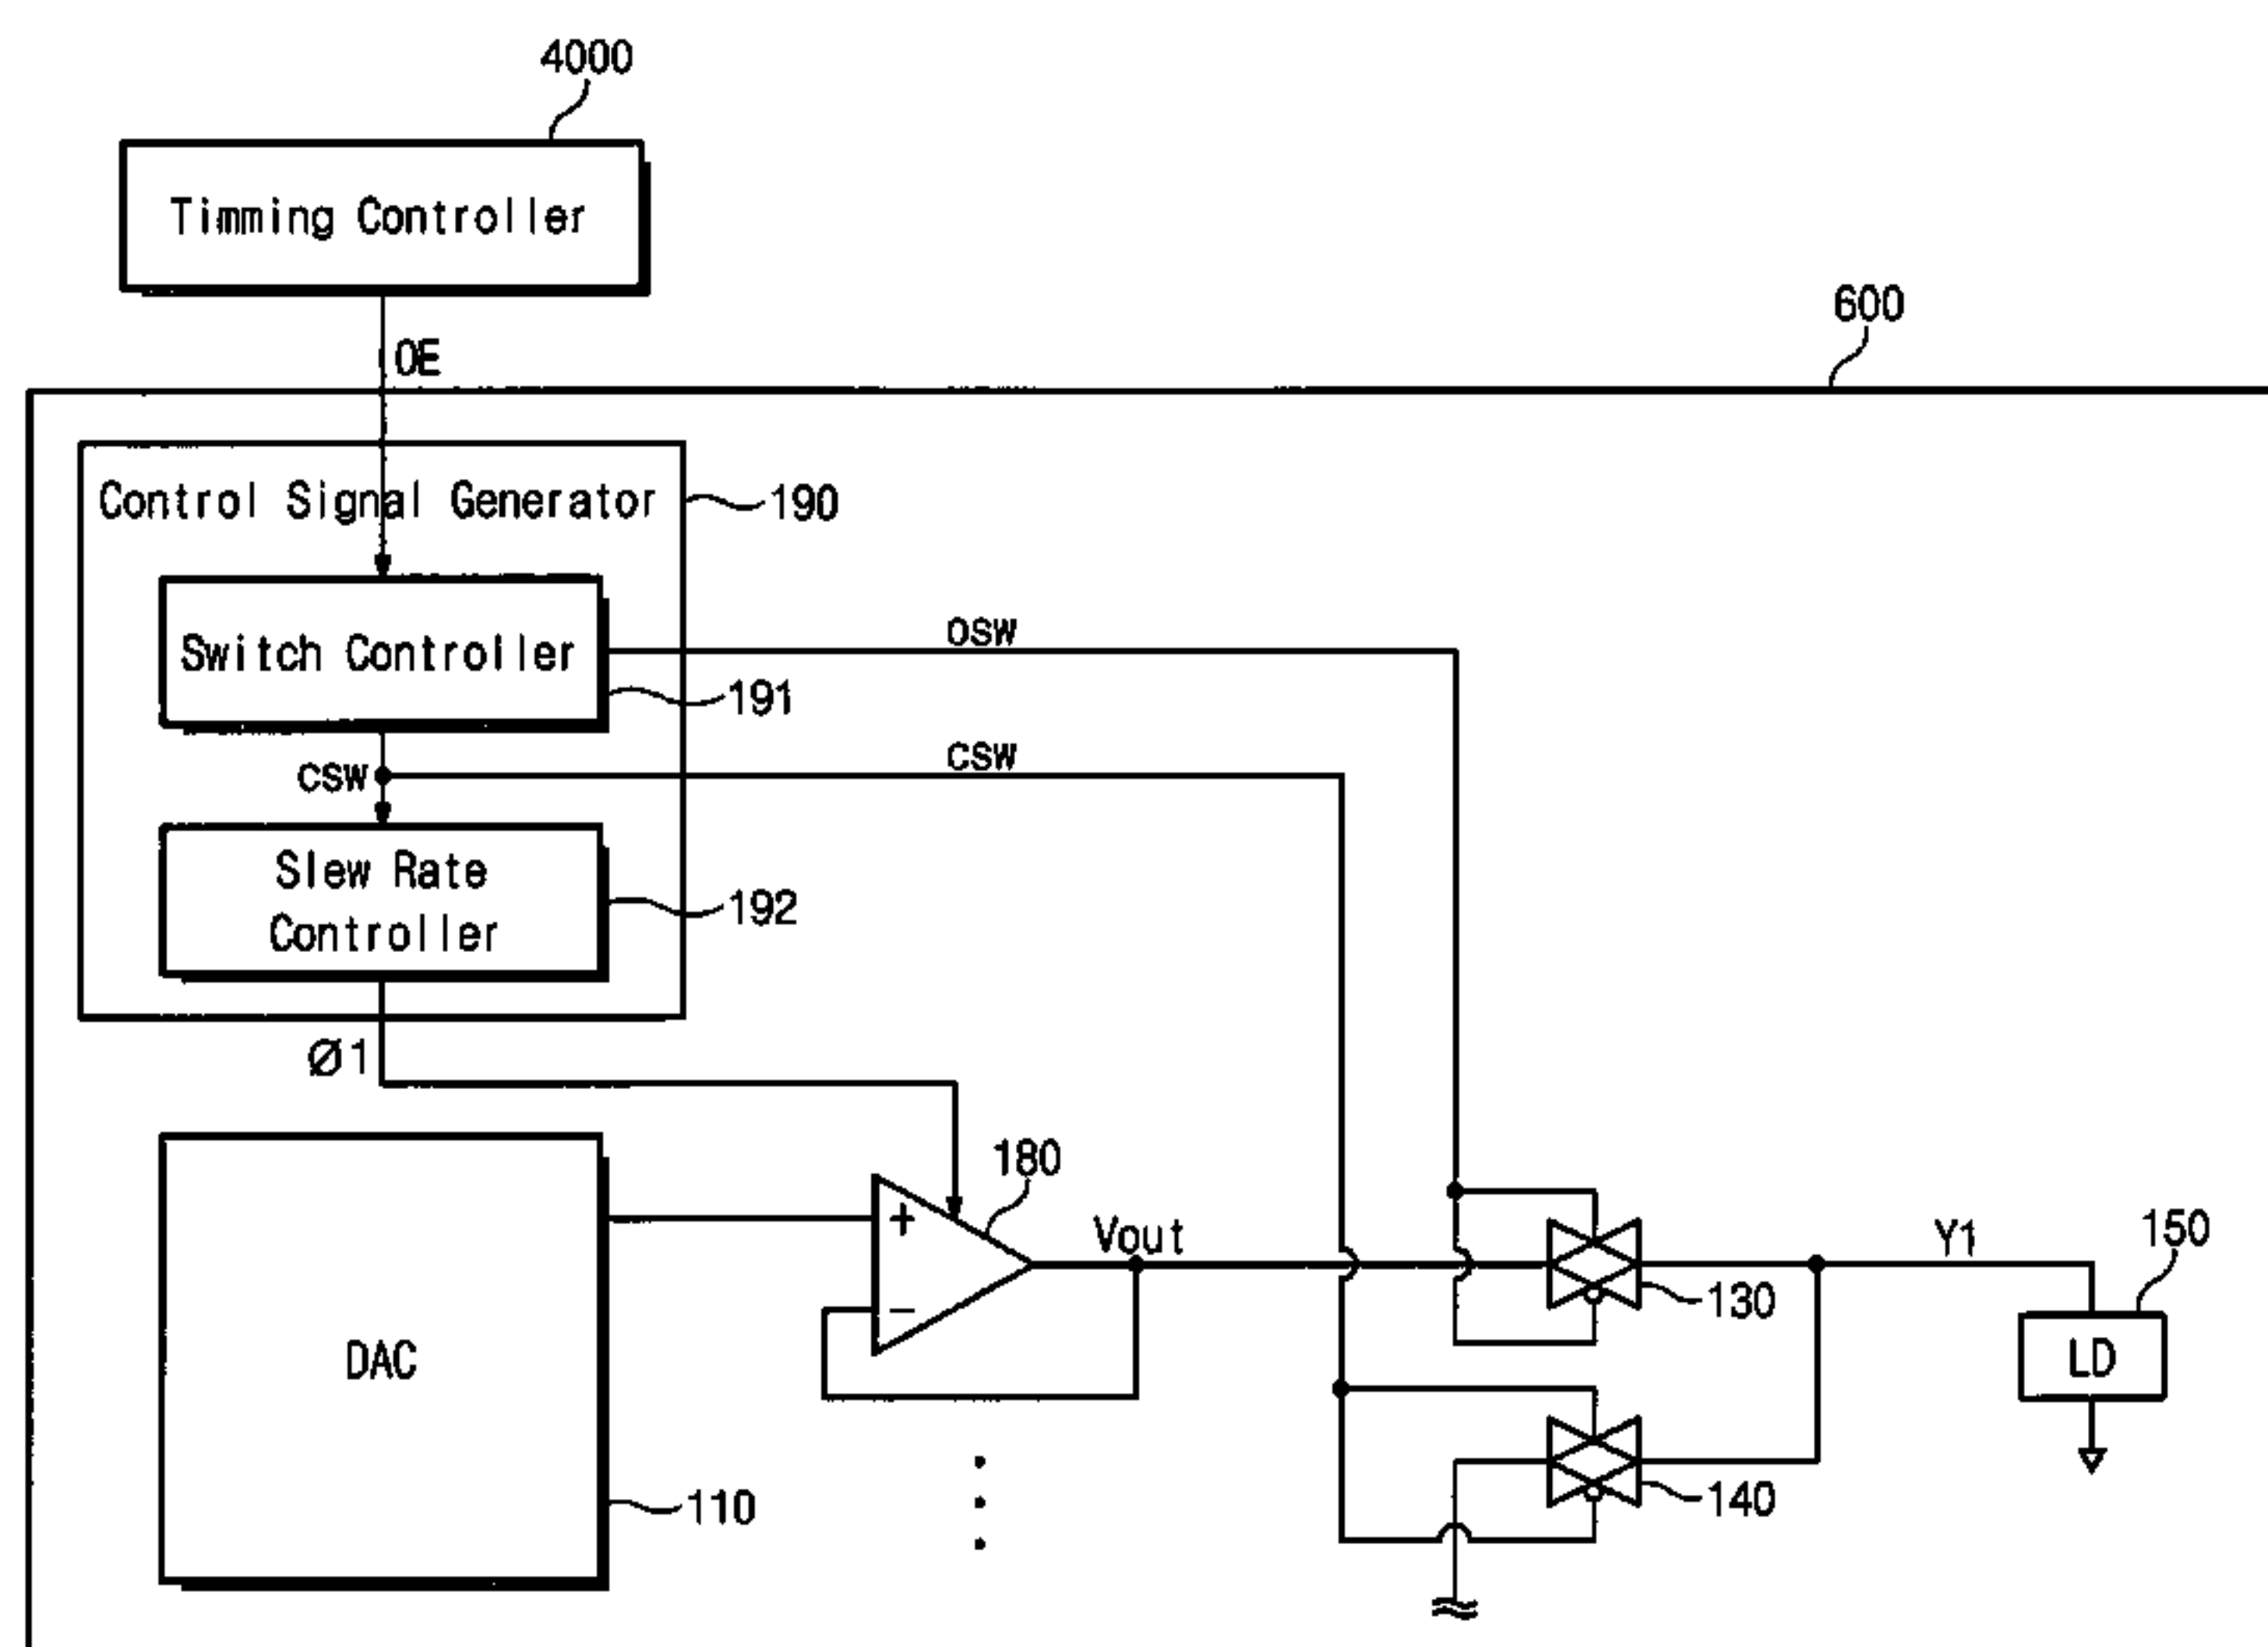 4000
Timming Controller
OE
600
Control Signal Generator
190
Switch Controller
191
osw
csw
csw
Slew Rate
Controller
192
Ø1
180
+
−
Vout
DAC
110
130
140
Y1
150
LD